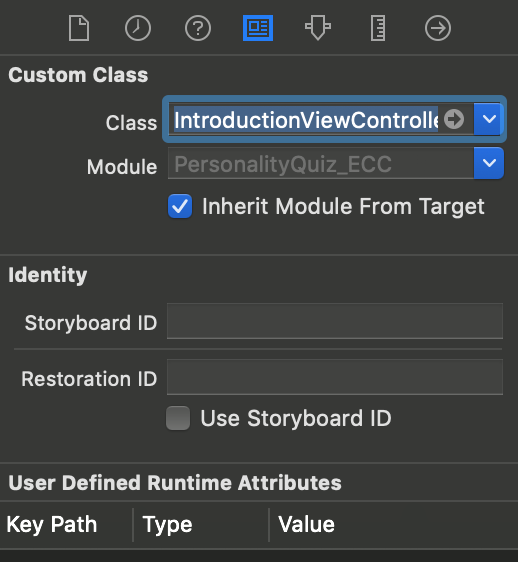 Custom Class
Class IntroductionViewControlle
Module PersonalityQuiz_ECC
Inherit Module From Target
Identity
Storyboard ID
Restoration ID
Use Storyboard ID
User Defined Runtime Attributes
Key Path Type Value